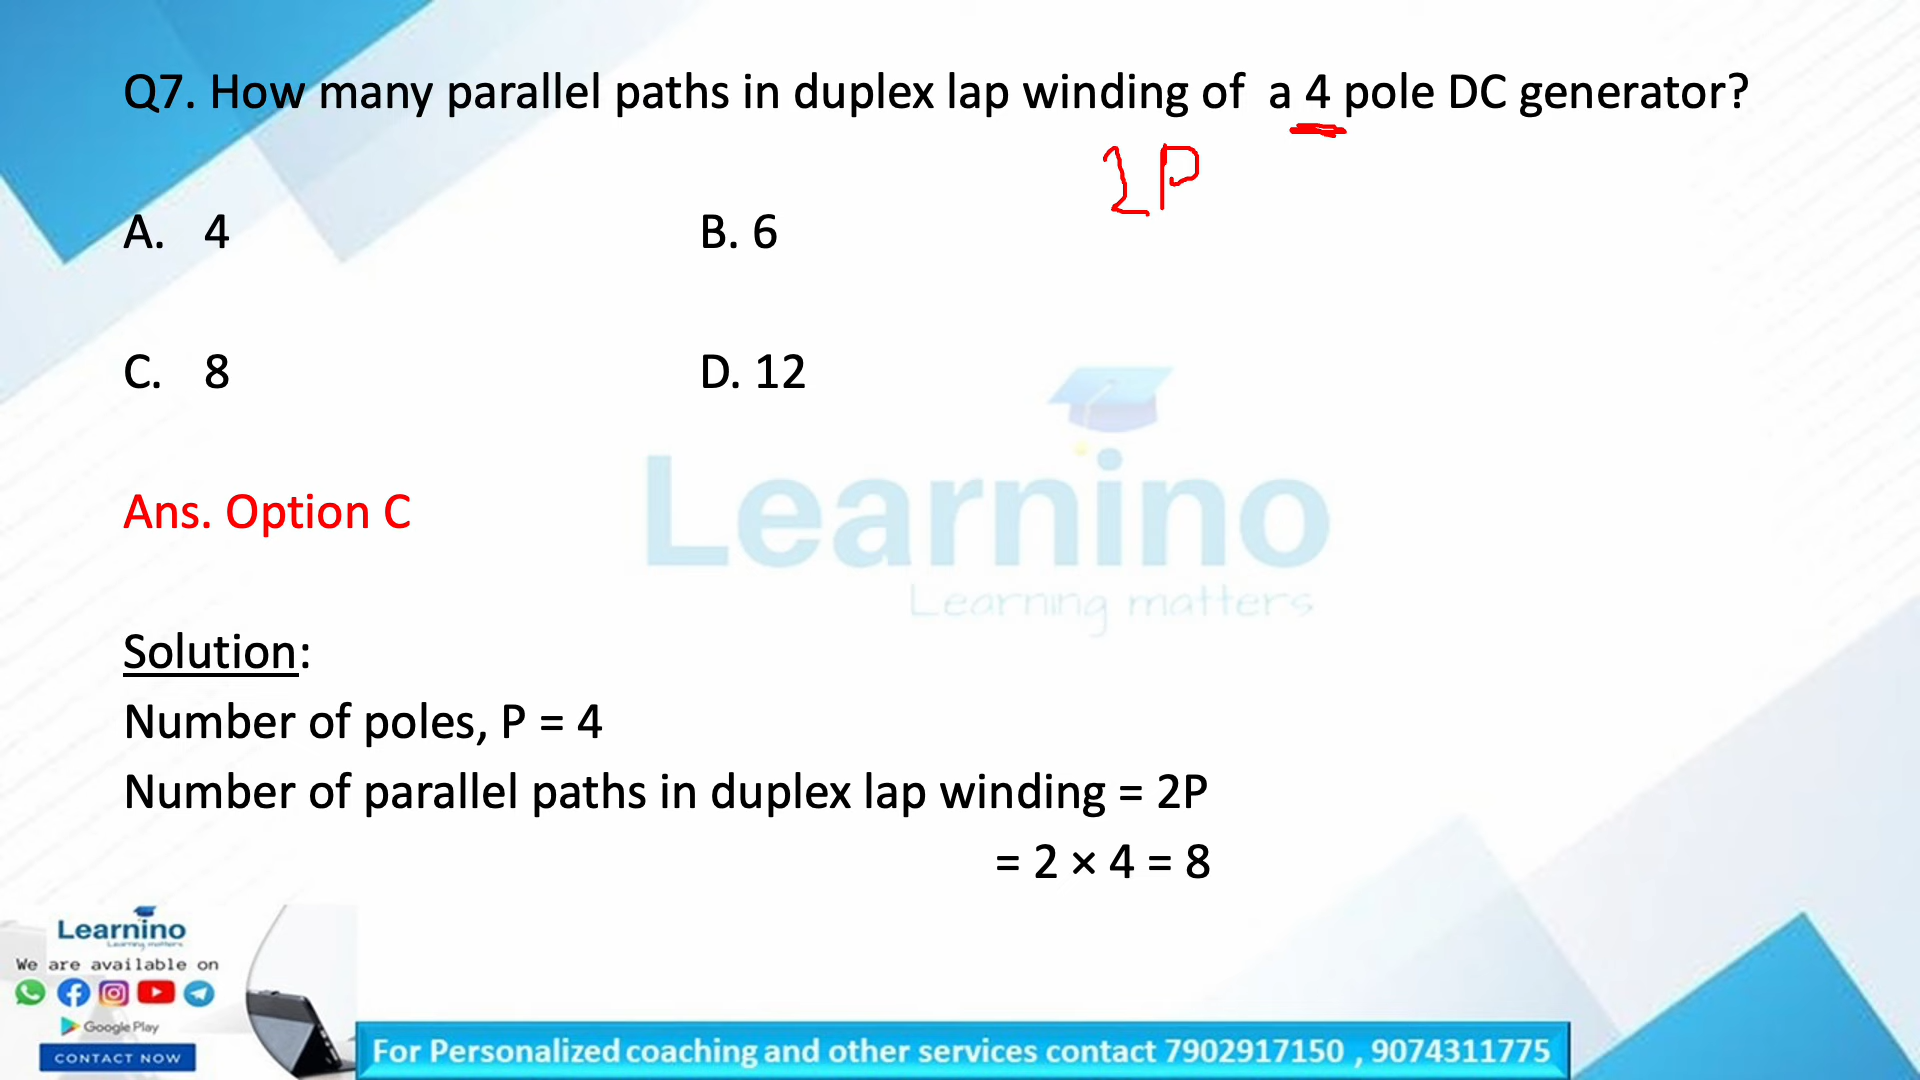 Q7. How many parallel paths in duplex lap winding of a 4 pole DC generator?
2P
A. 4
B. 6
C. 8
D. 12
Learnino
Learning matters
Ans. Option C
Solution:
Number of poles, P = 4
Number of parallel paths in duplex lap winding = 2P
= 2 × 4 = 8
Learnino
Learning matters
We are available on
Google Play
CONTACT NOW
For Personalized coaching and other services contact 7902917150 , 9074311775